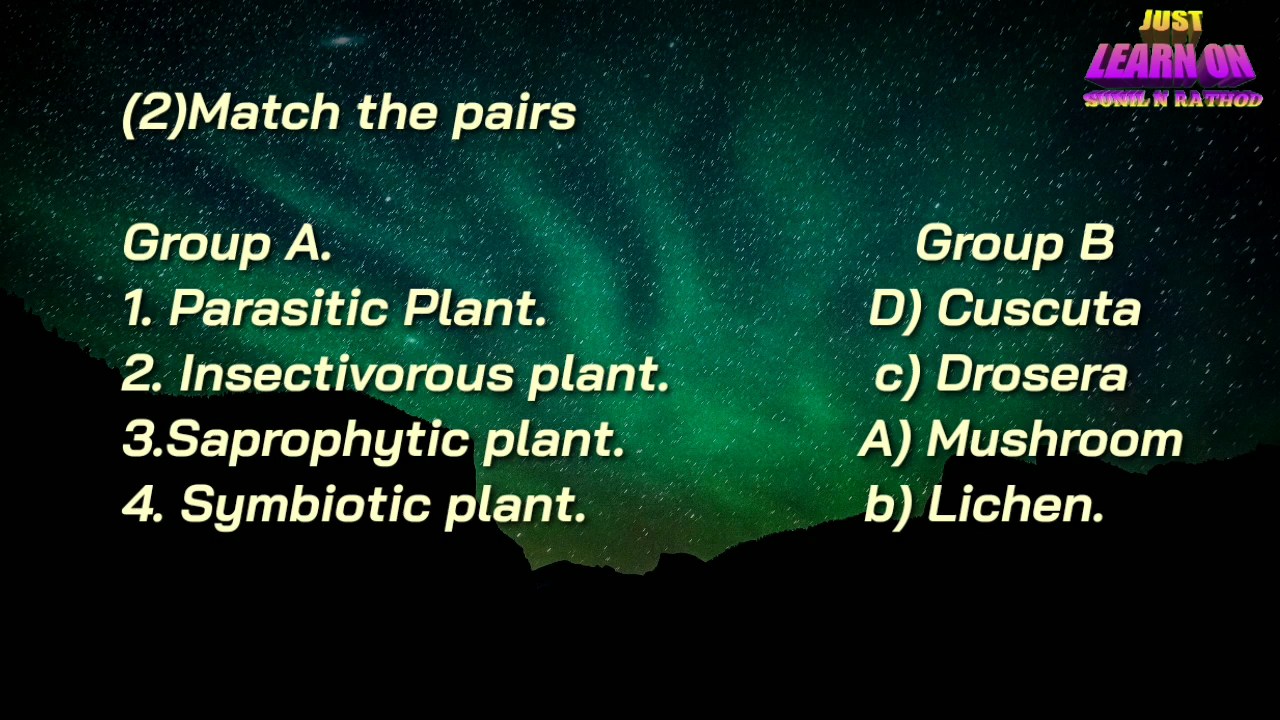 JUST
LEARN ON
SUNIL N RATHOD
(2)Match the pairs
Group A. Group B
1. Parasitic Plant. D) Cuscuta
2. Insectivorous plant. c) Drosera
3.Saprophytic plant. A) Mushroom
4. Symbiotic plant. b) Lichen.